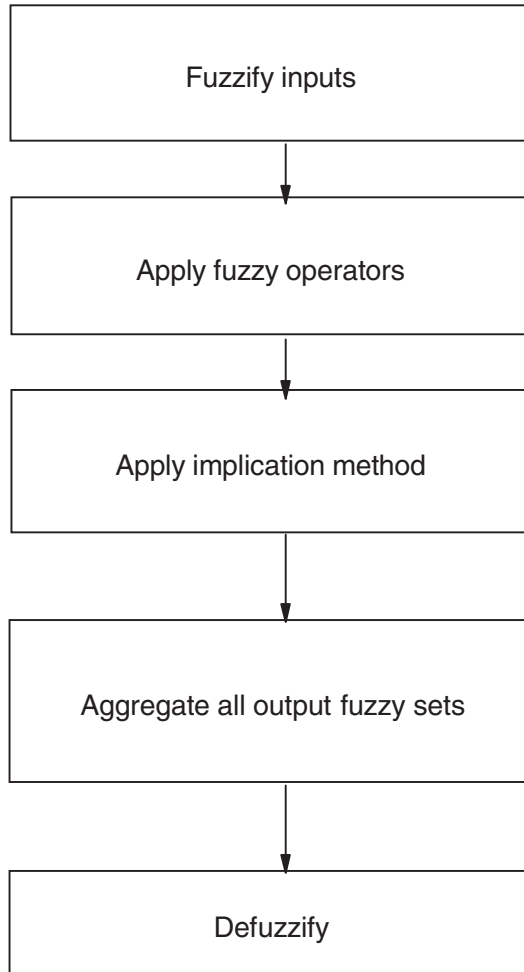 Fuzzify inputs
Apply fuzzy operators
Apply implication method
Aggregate all output fuzzy sets
Defuzzify